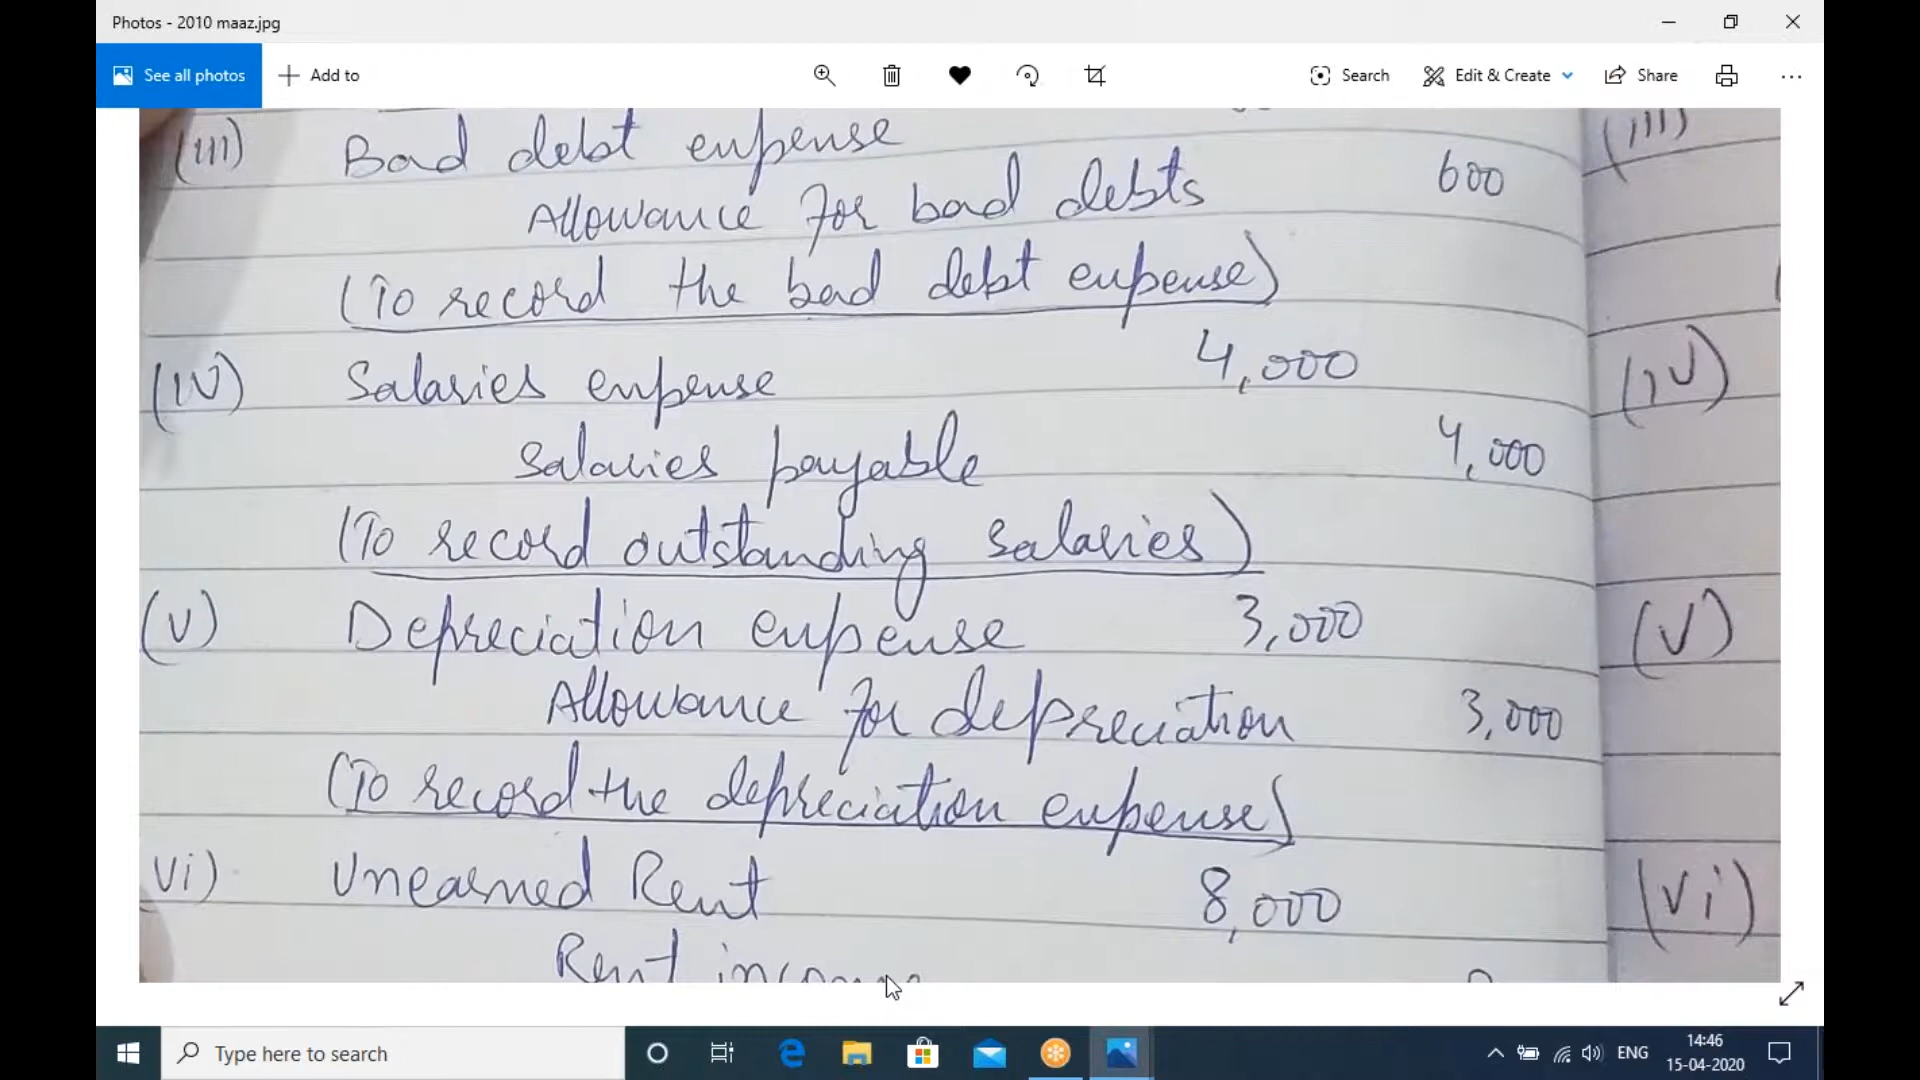 Photos - 2010 maaz.jpg
See all photos
Add to
Search
Edit & Create
Share
(III) Bad debt expense (III)
Allowance for bad debts 600
(To record the bad debt expense)
(IV) Salaries expense 4,000 (IV)
Salaries payable 4,000
(To record outstanding salaries)
(V) Depreciation expense 3,000 (V)
Allowance for depreciation 3,000
(To record the depreciation expense)
Vi) Unearned Rent 8,000 (Vi)
Rent income
Type here to search
ENG
14:46
15-04-2020